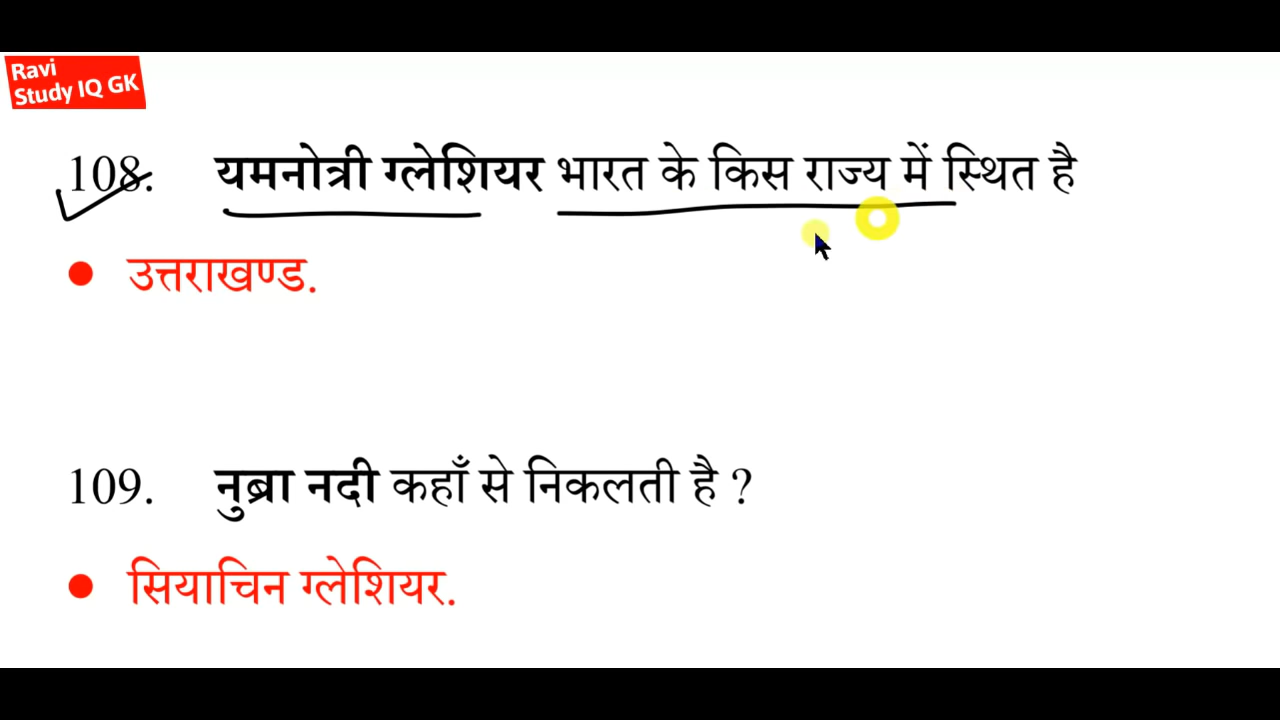 Ravi
Study IQ GK
108. यमनोत्री ग्लेशियर भारत के किस राज्य में स्थित है
• उत्तराखण्ड.
109. नुब्रा नदी कहाँ से निकलती है ?
• सियाचिन ग्लेशियर.